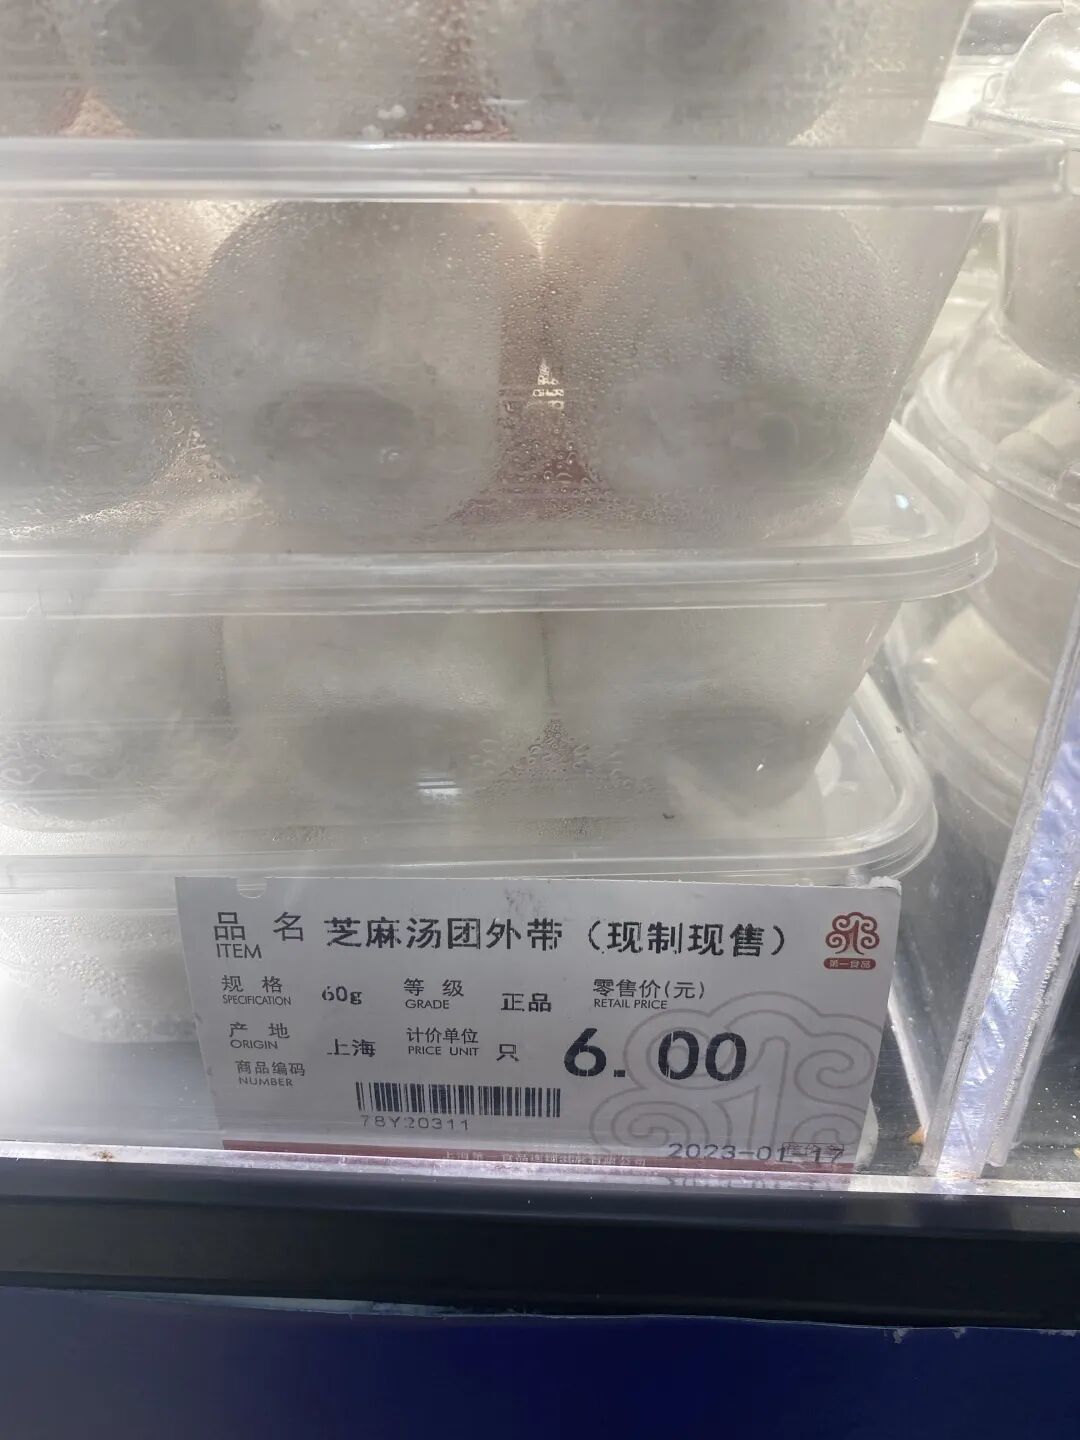 品 名 芝麻汤团外带（现制现售）
ITEM
第一食品
规 格 60g 等 级 正品 零售价(元)
SPECIFICATION GRADE RETAIL PRICE
产 地 上海 计价单位 只 6.00
ORIGIN PRICE UNIT
商品编码
NUMBER
78Y20311
2023-01-17